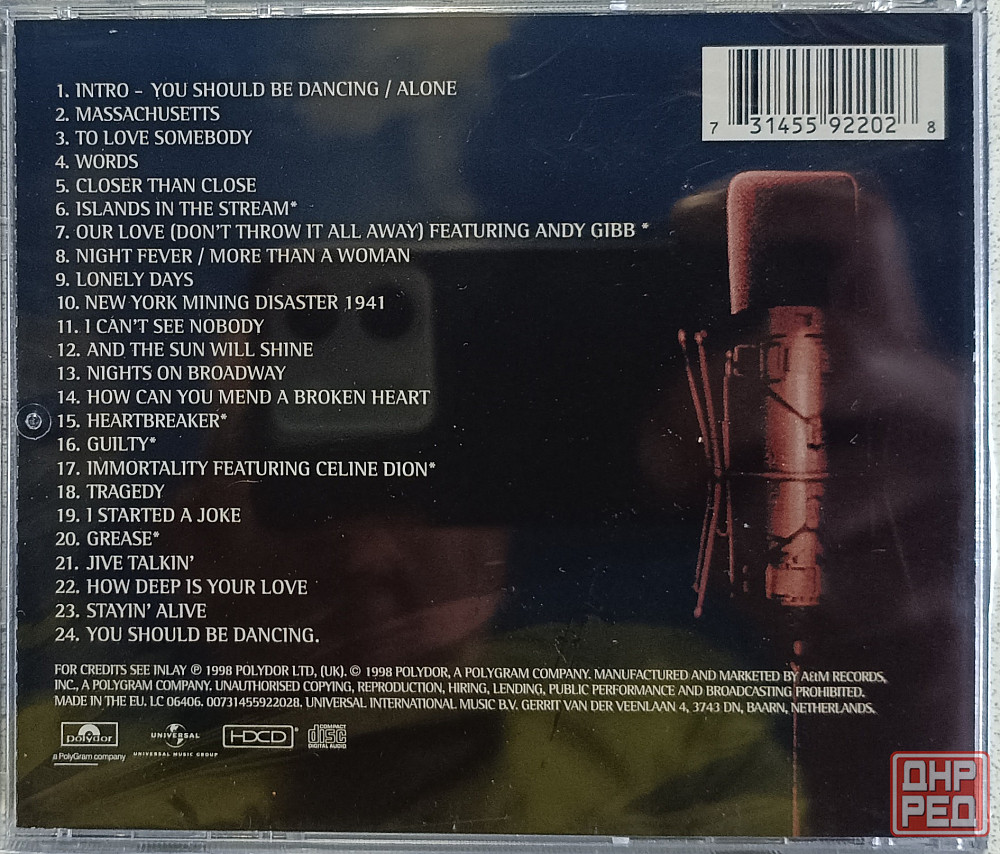 1. INTRO - YOU SHOULD BE DANCING / ALONE
2. MASSACHUSETTS
3. TO LOVE SOMEBODY
4. WORDS
5. CLOSER THAN CLOSE
6. ISLANDS IN THE STREAM*
7. OUR LOVE (DON'T THROW IT ALL AWAY) FEATURING ANDY GIBB *
8. NIGHT FEVER / MORE THAN A WOMAN
9. LONELY DAYS
10. NEW YORK MINING DISASTER 1941
11. I CAN'T SEE NOBODY
12. AND THE SUN WILL SHINE
13. NIGHTS ON BROADWAY
14. HOW CAN YOU MEND A BROKEN HEART
15. HEARTBREAKER*
16. GUILTY*
17. IMMORTALITY FEATURING CELINE DION*
18. TRAGEDY
19. I STARTED A JOKE
20. GREASE*
21. JIVE TALKIN'
22. HOW DEEP IS YOUR LOVE
23. STAYIN' ALIVE
24. YOU SHOULD BE DANCING.
7 31455 92202 8
FOR CREDITS SEE INLAY ℗ 1998 POLYDOR LTD, (UK). © 1998 POLYDOR, A POLYGRAM COMPANY. MANUFACTURED AND MARKETED BY A&M RECORDS,
INC., A POLYGRAM COMPANY. UNAUTHORISED COPYING, REPRODUCTION, HIRING, LENDING, PUBLIC PERFORMANCE AND BROADCASTING PROHIBITED.
MADE IN THE EU. LC 06406. 00731455922028. UNIVERSAL INTERNATIONAL MUSIC B.V. GERRIT VAN DER VEENLAAN 4, 3743 DN, BAARN, NETHERLANDS.
polydor
a PolyGram company
UNIVERSAL
UNIVERSAL MUSIC GROUP
HDCD®
COMPACT
disc
DIGITAL AUDIO
ДНР
РЕД